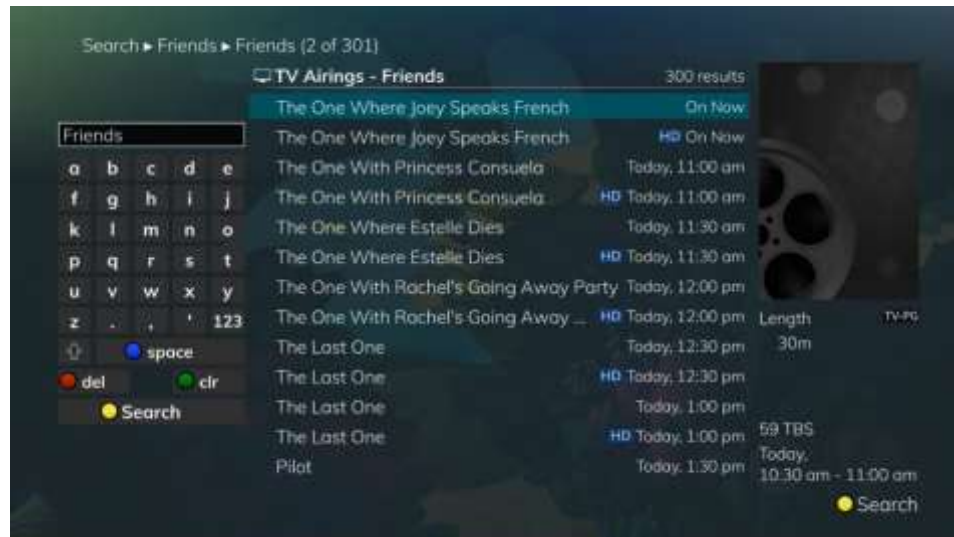 Search ▸ Friends ▸ Friends (2 of 301)
TV Airings - Friends 300 results
The One Where Joey Speaks French On Now
The One Where Joey Speaks French HD On Now
The One With Princess Consuela Today, 11:00 am
The One With Princess Consuela HD Today, 11:00 am
The One Where Estelle Dies Today, 11:30 am
The One Where Estelle Dies HD Today, 11:30 am
The One With Rachel's Going Away Party Today, 12:00 pm
The One With Rachel's Going Away ... HD Today, 12:00 pm
The Last One Today, 12:30 pm
The Last One HD Today, 12:30 pm
The Last One Today, 1:00 pm
The Last One HD Today, 1:00 pm
Pilot Today, 1:30 pm
Friends
a b c d e
f g h i j
k l m n o
p q r s t
u v w x y
z . , ' 123
space
del clr
Search
Length TV-PG
30m
59 TBS
Today,
10:30 am - 11:00 am
Search